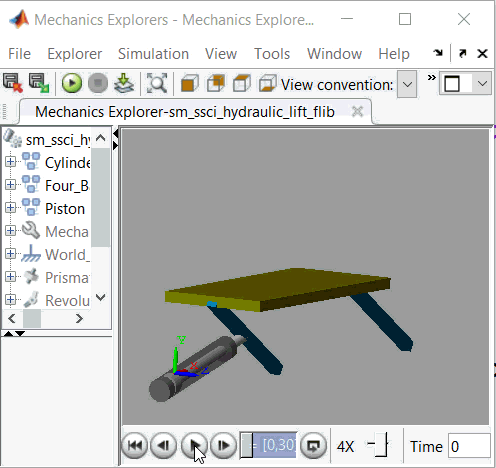 Mechanics Explorers - Mechanics Explore...
File Explorer Simulation View Tools Window Help
View convention:
Mechanics Explorer-sm_ssci_hydraulic_lift_flib
sm_ssci_hy
Cylinde
Four_B
Piston
Mecha
World_
Prisma
Revolu
= [0,30 4X Time 0